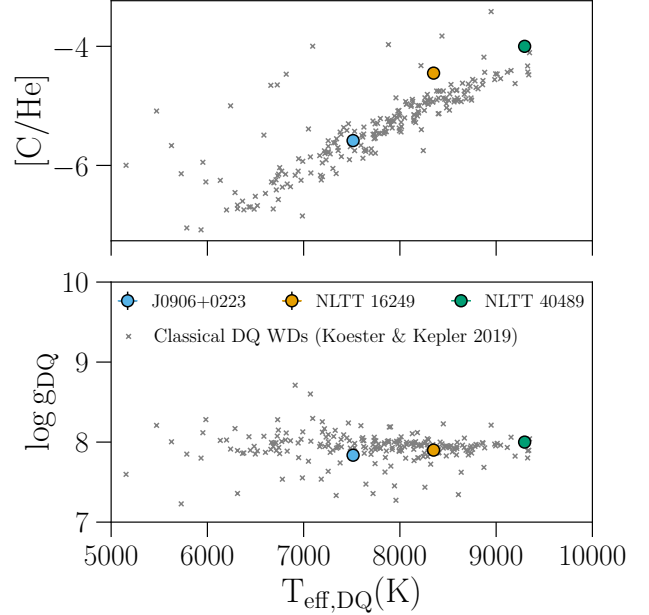 [C/He]
−4
−6
log g_DQ
10
9
8
7
J0906+0223 NLTT 16249 NLTT 40489
Classical DQ WDs (Koester & Kepler 2019)
5000 6000 7000 8000 9000 10000
T_eff,DQ(K)